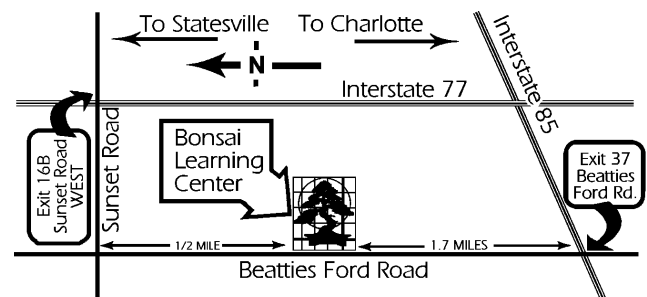 To Statesville
To Charlotte
N
Interstate 77
Interstate 85
Exit 16B
Sunset Road
WEST
Sunset Road
Bonsai
Learning
Center
Exit 37
Beatties
Ford Rd.
1/2 MILE
1.7 MILES
Beatties Ford Road